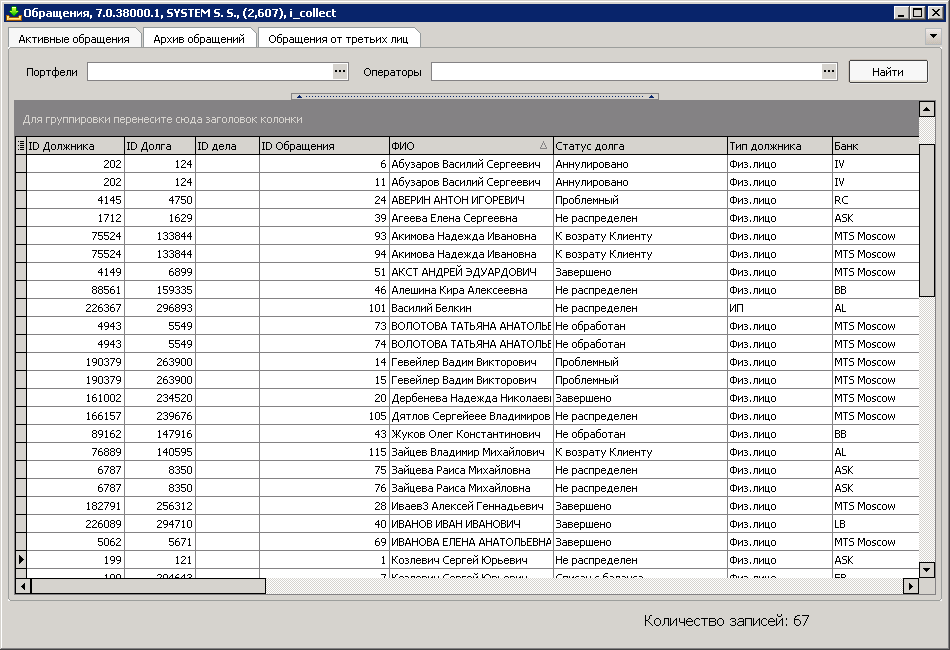 Обращения, 7.0.38000.1, SYSTEM S. S., (2,607), i_collect
Активные обращения Архив обращений Обращения от третьих лиц
Портфели ... Операторы ... Найти
Для группировки перенесите сюда заголовок колонки
ID Должника ID Долга ID дела ID Обращения ФИО Статус долга Тип должника Банк
202 124 6 Абузаров Василий Сергеевич Аннулировано Физ.лицо IV
202 124 11 Абузаров Василий Сергеевич Аннулировано Физ.лицо IV
4145 4750 24 АВЕРИН АНТОН ИГОРЕВИЧ Проблемный Физ.лицо RC
1712 1629 39 Агеева Елена Сергеевна Не распределен Физ.лицо ASK
75524 133844 93 Акимова Надежда Ивановна К возрату Клиенту Физ.лицо MTS Moscow
75524 133844 94 Акимова Надежда Ивановна К возрату Клиенту Физ.лицо MTS Moscow
4149 6899 51 АКСТ АНДРЕЙ ЭДУАРДОВИЧ Завершено Физ.лицо MTS Moscow
88561 159335 46 Алешина Кира Алексеевна Не распределен Физ.лицо BB
226367 296893 101 Василий Белкин Не распределен ИП AL
4943 5549 73 ВОЛОТОВА ТАТЬЯНА АНАТОЛЬЕ Не обработан Физ.лицо MTS Moscow
4943 5549 74 ВОЛОТОВА ТАТЬЯНА АНАТОЛЬЕ Не обработан Физ.лицо MTS Moscow
190379 263900 14 Гевейлер Вадим Викторович Проблемный Физ.лицо MTS Moscow
190379 263900 15 Гевейлер Вадим Викторович Проблемный Физ.лицо MTS Moscow
161002 234520 20 Дербенева Надежда Николаев Завершено Физ.лицо MTS Moscow
166157 239676 105 Дятлов Сергейеее Владимиров Не распределен Физ.лицо MTS Moscow
89162 147916 43 Жуков Олег Константинович Не обработан Физ.лицо BB
76889 140595 115 Зайцев Владимир Михайлович К возрату Клиенту Физ.лицо AL
6787 8350 75 Зайцева Раиса Михайловна Не распределен Физ.лицо ASK
6787 8350 76 Зайцева Раиса Михайловна Не распределен Физ.лицо ASK
182791 256312 28 Иваев3 Алексей Геннадьевич Завершено Физ.лицо MTS Moscow
226089 294710 40 ИВАНОВ ИВАН ИВАНОВИЧ Завершено Физ.лицо LB
5062 5671 69 ИВАНОВА ЕЛЕНА АНАТОЛЬЕВНА Завершено Физ.лицо MTS Moscow
199 121 1 Козлевич Сергей Юрьевич Не распределен Физ.лицо ASK
7 Козлевич Сергей Юрьевич Списан с баланса Физ.лицо
Количество записей: 67